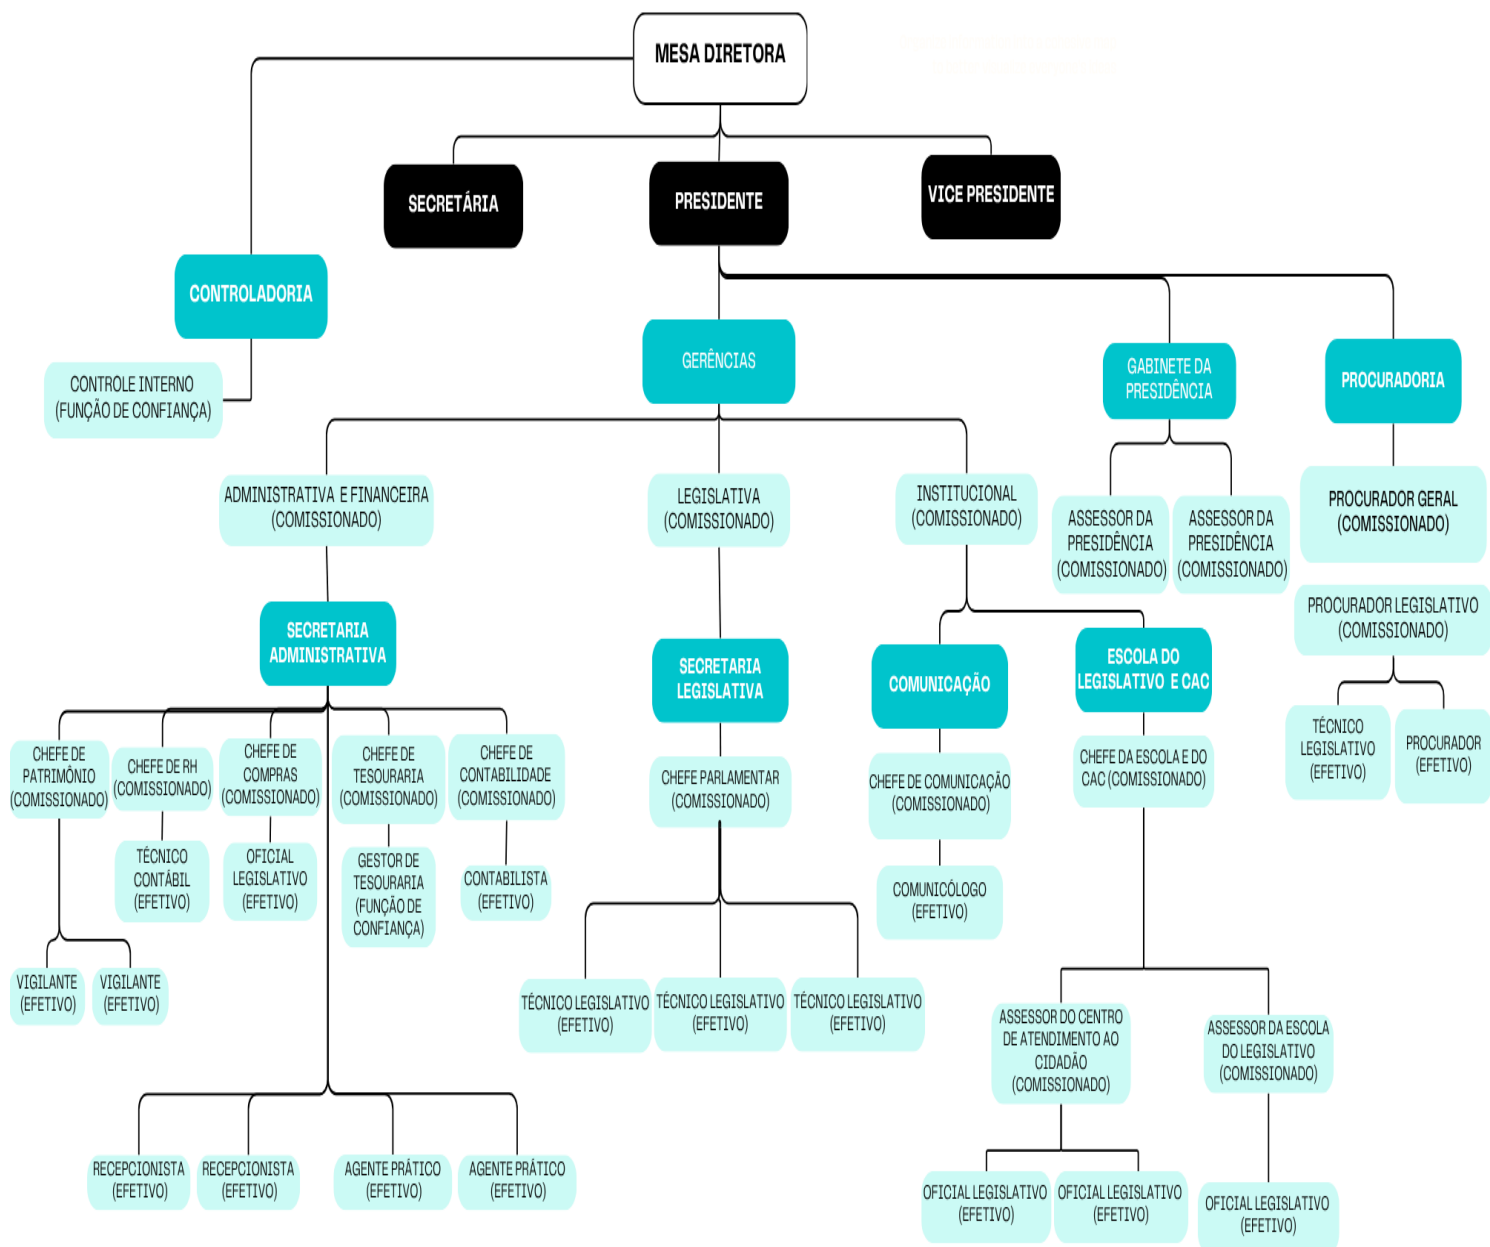 MESA DIRETORA
SECRETÁRIA
PRESIDENTE
VICE PRESIDENTE
CONTROLADORIA
CONTROLE INTERNO
(FUNÇÃO DE CONFIANÇA)
GERÊNCIAS
GABINETE DA
PRESIDÊNCIA
PROCURADORIA
ADMINISTRATIVA E FINANCEIRA
(COMISSIONADO)
LEGISLATIVA
(COMISSIONADO)
INSTITUCIONAL
(COMISSIONADO)
ASSESSOR DA
PRESIDÊNCIA
(COMISSIONADO)
ASSESSOR DA
PRESIDÊNCIA
(COMISSIONADO)
PROCURADOR GERAL
(COMISSIONADO)
PROCURADOR LEGISLATIVO
(COMISSIONADO)
TÉCNICO
LEGISLATIVO
(EFETIVO)
PROCURADOR
(EFETIVO)
SECRETARIA
ADMINISTRATIVA
SECRETARIA
LEGISLATIVA
COMUNICAÇÃO
ESCOLA DO
LEGISLATIVO E CAC
CHEFE DE
PATRIMÔNIO
(COMISSIONADO)
CHEFE DE RH
(COMISSIONADO)
CHEFE DE
COMPRAS
(COMISSIONADO)
CHEFE DE
TESOURARIA
(COMISSIONADO)
CHEFE DE
CONTABILIDADE
(COMISSIONADO)
CHEFE PARLAMENTAR
(COMISSIONADO)
CHEFE DE COMUNICAÇÃO
(COMISSIONADO)
CHEFE DA ESCOLA E DO
CAC (COMISSIONADO)
TÉCNICO
CONTÁBIL
(EFETIVO)
OFICIAL
LEGISLATIVO
(EFETIVO)
GESTOR DE
TESOURARIA
(FUNÇÃO DE
CONFIANÇA)
CONTABILISTA
(EFETIVO)
COMUNICÓLOGO
(EFETIVO)
VIGILANTE
(EFETIVO)
VIGILANTE
(EFETIVO)
TÉCNICO LEGISLATIVO
(EFETIVO)
TÉCNICO LEGISLATIVO
(EFETIVO)
TÉCNICO LEGISLATIVO
(EFETIVO)
ASSESSOR DO CENTRO
DE ATENDIMENTO AO
CIDADÃO
(COMISSIONADO)
ASSESSOR DA ESCOLA
DO LEGISLATIVO
(COMISSIONADO)
RECEPCIONISTA
(EFETIVO)
RECEPCIONISTA
(EFETIVO)
AGENTE PRÁTICO
(EFETIVO)
AGENTE PRÁTICO
(EFETIVO)
OFICIAL LEGISLATIVO
(EFETIVO)
OFICIAL LEGISLATIVO
(EFETIVO)
OFICIAL LEGISLATIVO
(EFETIVO)